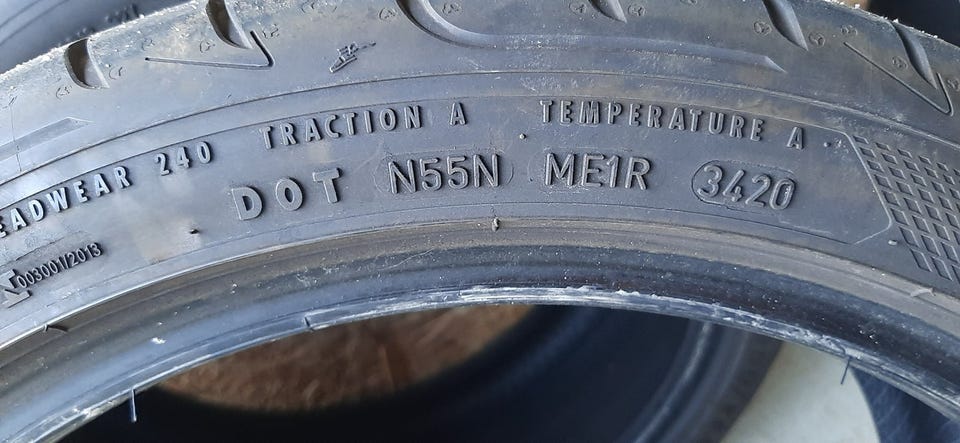 EADWEAR 240 TRACTION A TEMPERATURE A
DOT N55N ME1R 3420
003001/2013